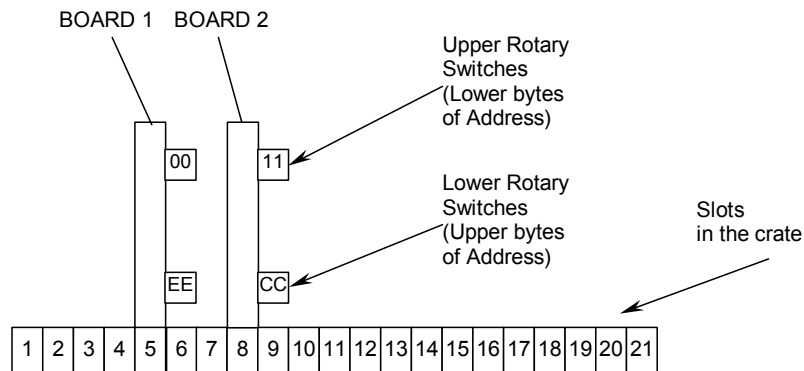 BOARD 1 BOARD 2
Upper Rotary
Switches
(Lower bytes
of Address)
00 11
Lower Rotary
Switches
(Upper bytes
of Address)
Slots
in the crate
EE CC
1 2 3 4 5 6 7 8 9 10 11 12 13 14 15 16 17 18 19 20 21